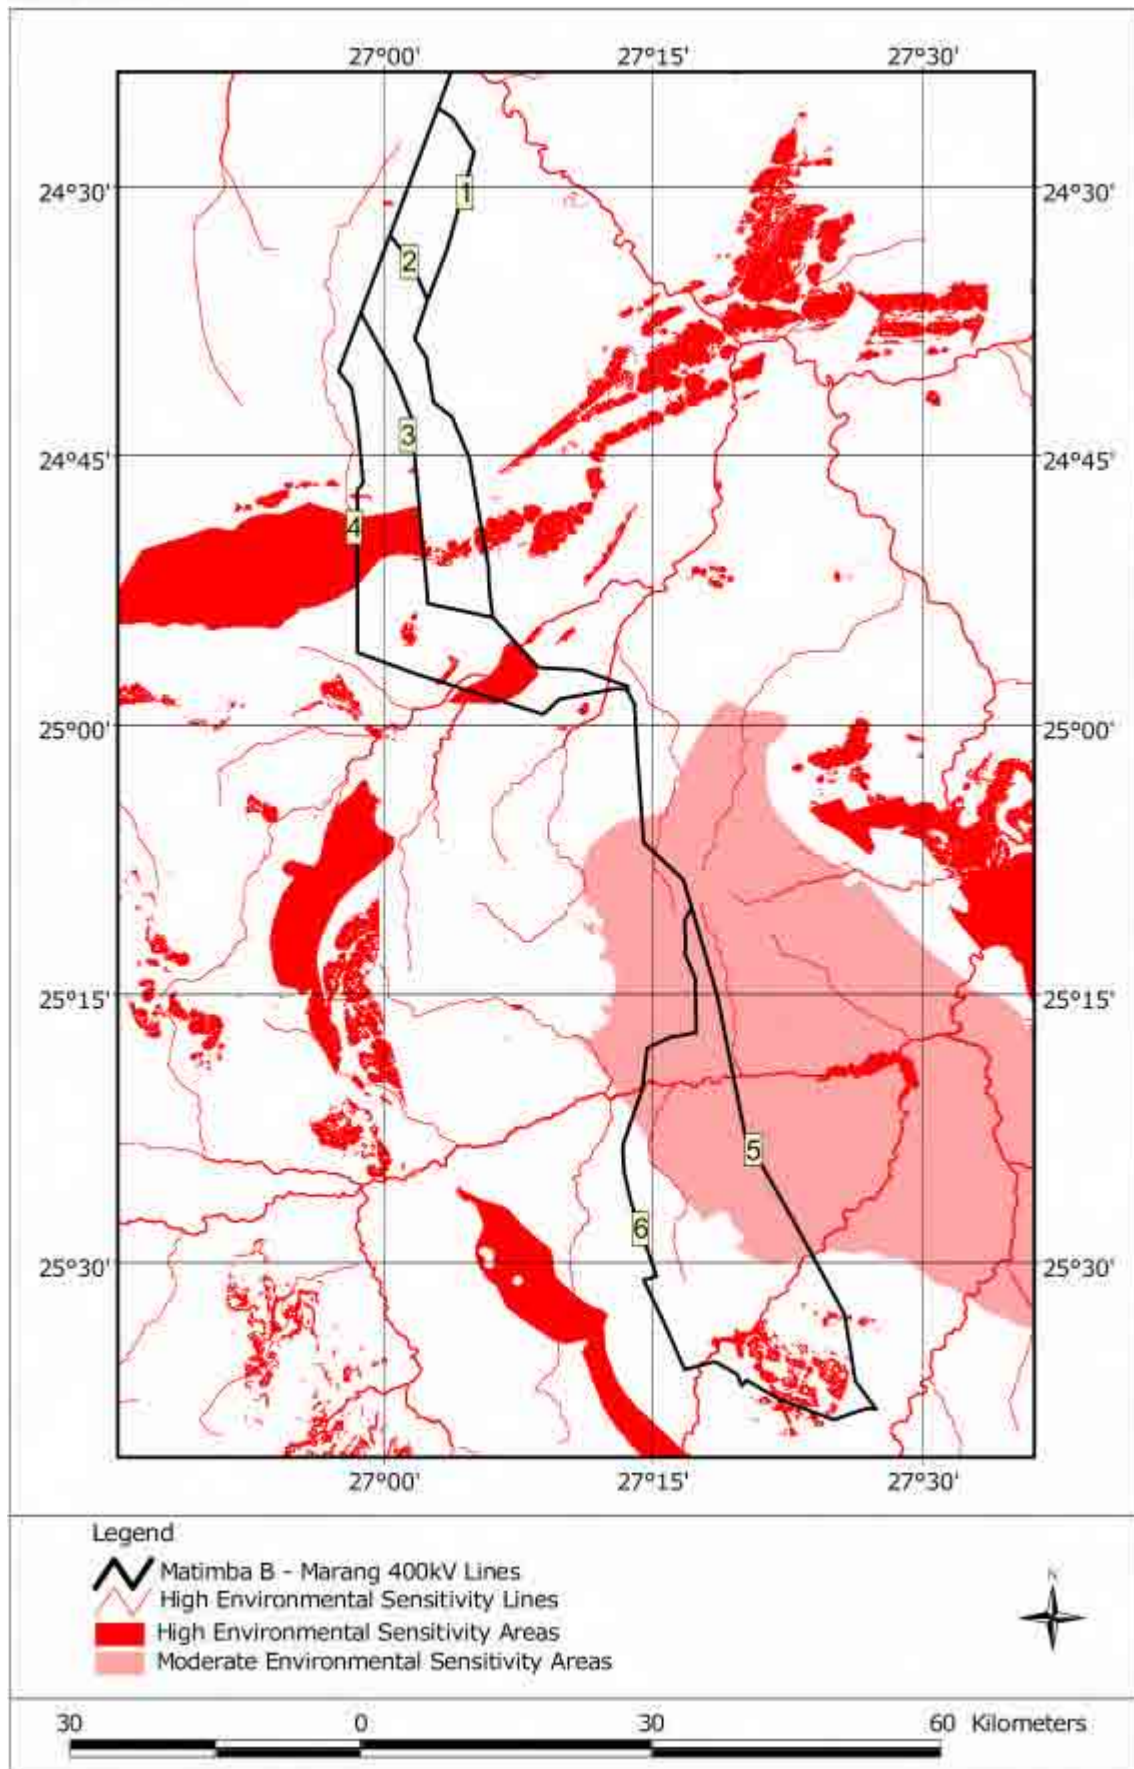 27°00' 27°15' 27°30'
1
24°30' 24°30'
2
3
24°45' 24°45'
4
25°00' 25°00'
25°15' 25°15'
5
6
25°30' 25°30'
27°00' 27°15' 27°30'
Legend
Matimba B - Marang 400kV Lines
High Environmental Sensitivity Lines
High Environmental Sensitivity Areas
Moderate Environmental Sensitivity Areas
N
30 0 30 60 Kilometers